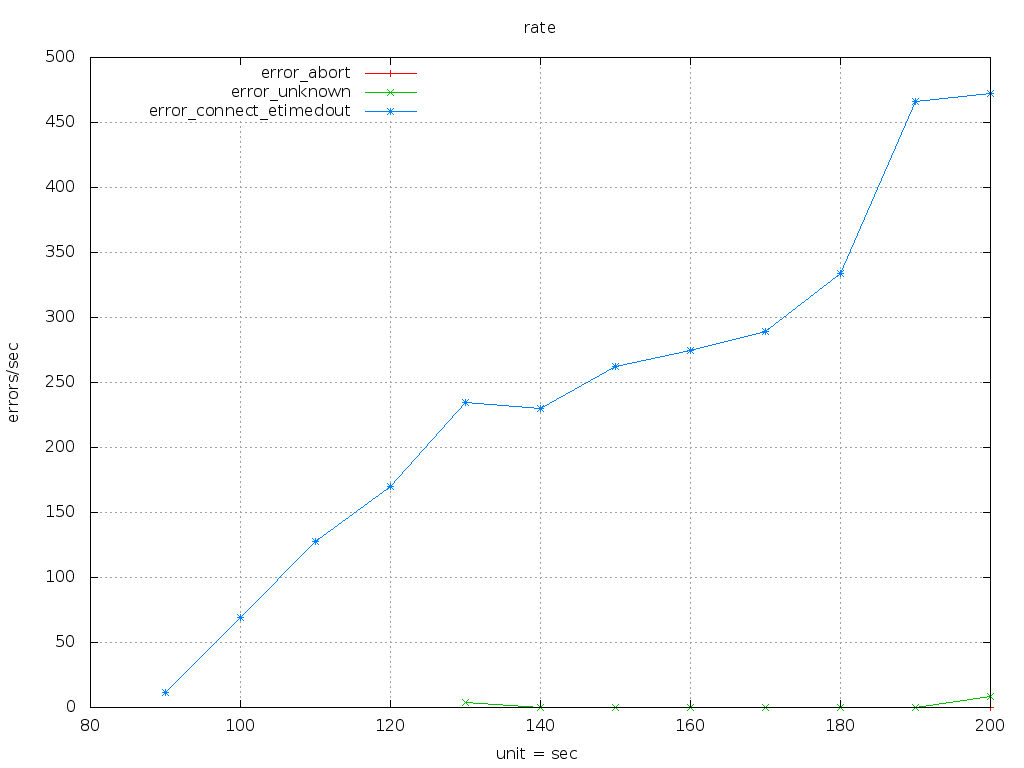 rate
500
450
400
350
300
250
200
150
100
50
0
errors/sec
error_abort
error_unknown
error_connect_etimedout
80 100 120 140 160 180 200
unit = sec